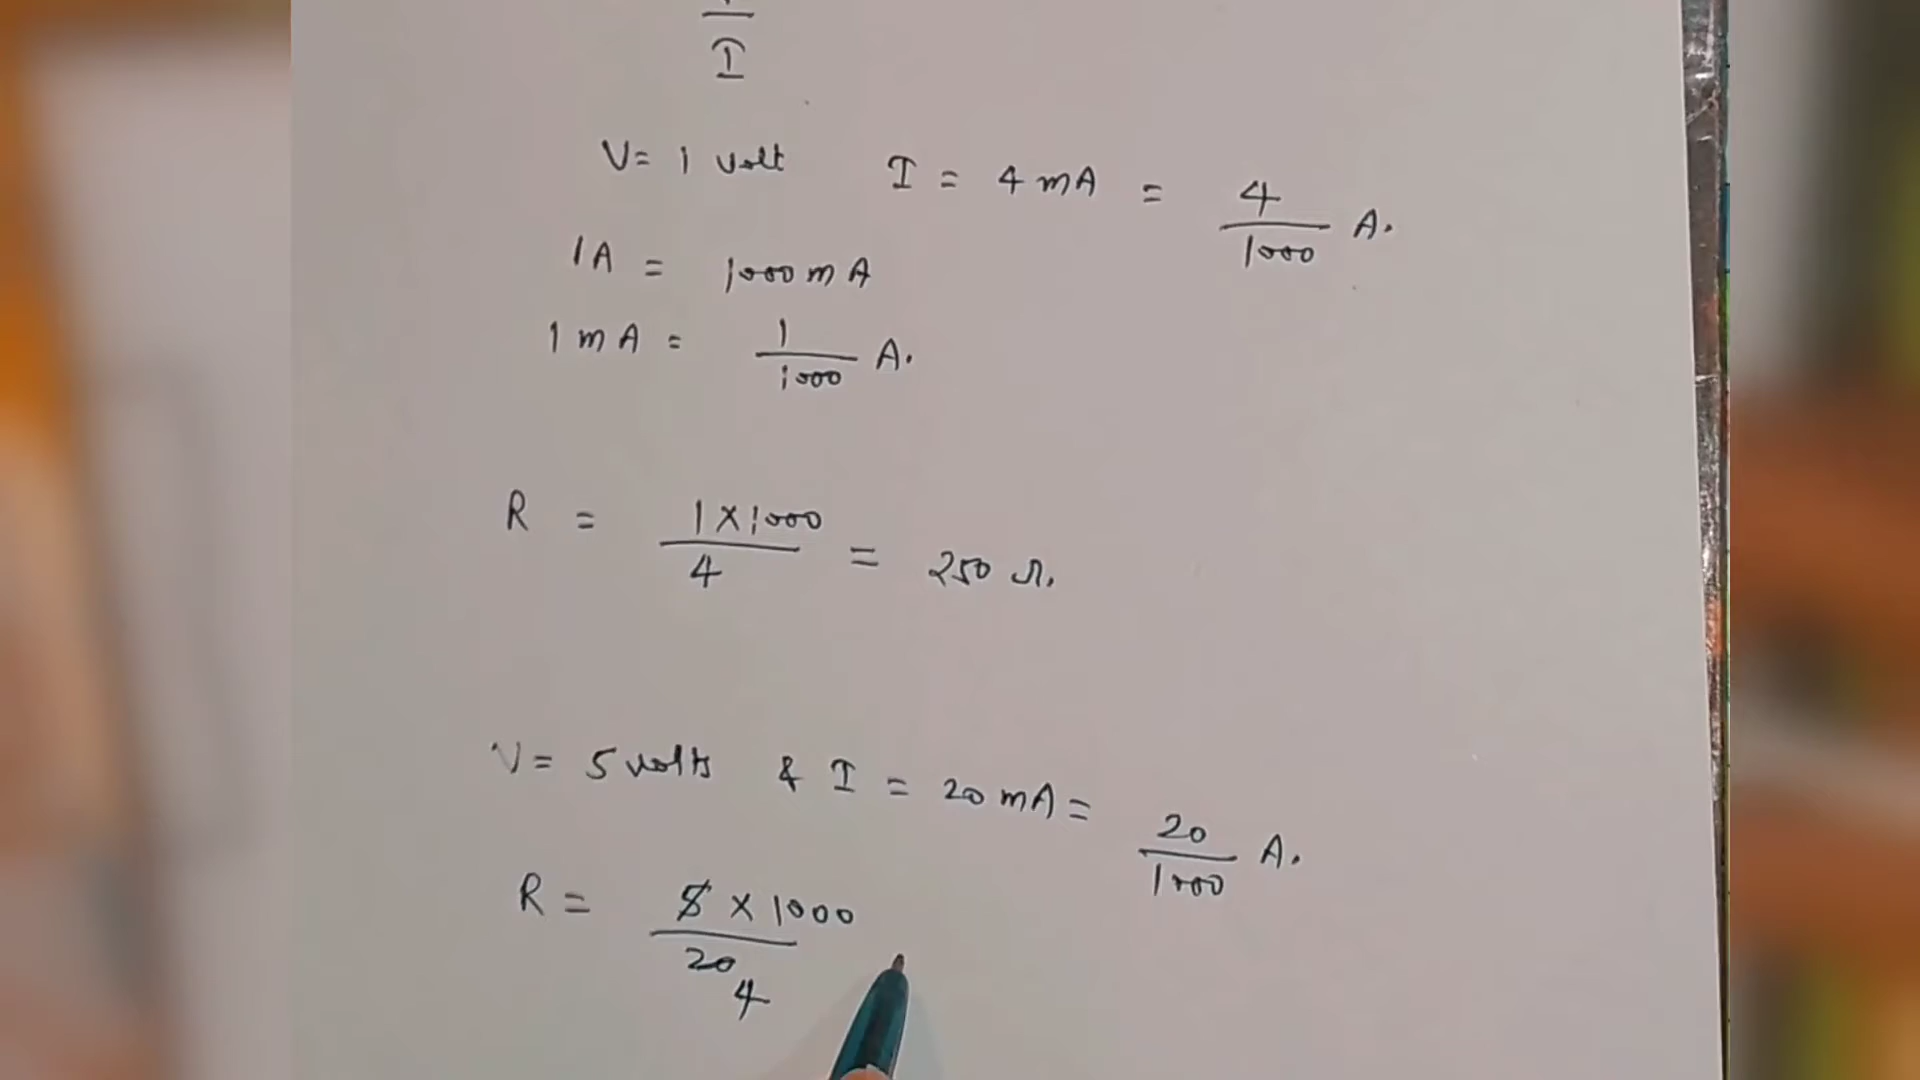 I
V = 1 volt I = 4 mA = 4/1000 A.
1A = 1000 mA
1 mA = 1/1000 A.
R = 1 X 1000/4 = 250 Ω.
V = 5 volts & I = 20 mA = 20/1000 A.
R = 5 X 1000/20
4